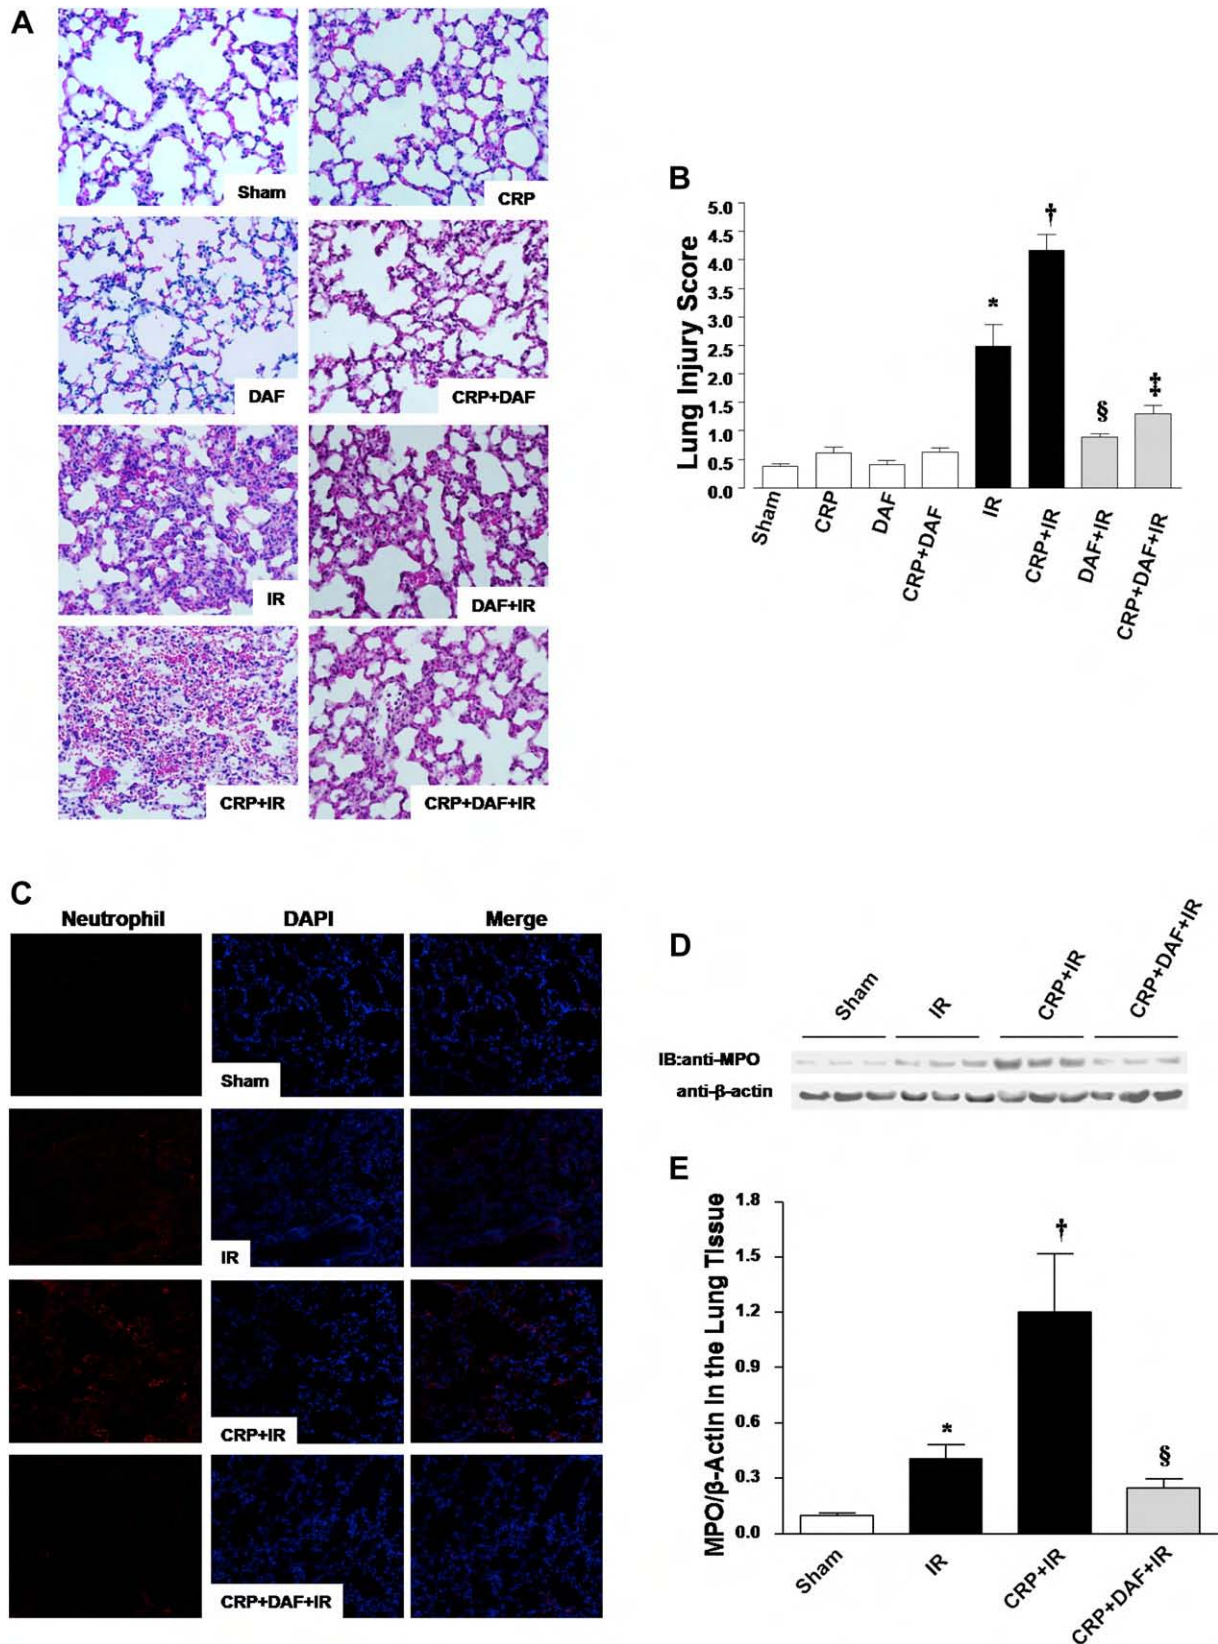 A
Sham
CRP
DAF
CRP+DAF
IR
DAF+IR
CRP+IR
CRP+DAF+IR
B
Lung Injury Score
5.0
4.5
4.0
3.5
3.0
2.5
2.0
1.5
1.0
0.5
0.0
*
†
§
‡
Sham
CRP
DAF
CRP+DAF
IR
CRP+IR
DAF+IR
CRP+DAF+IR
C
Neutrophil DAPI Merge
Sham
IR
CRP+IR
CRP+DAF+IR
D
Sham
IR
CRP+IR
CRP+DAF+IR
IB:anti-MPO
anti-β-actin
E
MPO/β-Actin in the Lung Tissue
1.8
1.5
1.2
0.9
0.6
0.3
0.0
*
†
§
Sham
IR
CRP+IR
CRP+DAF+IR